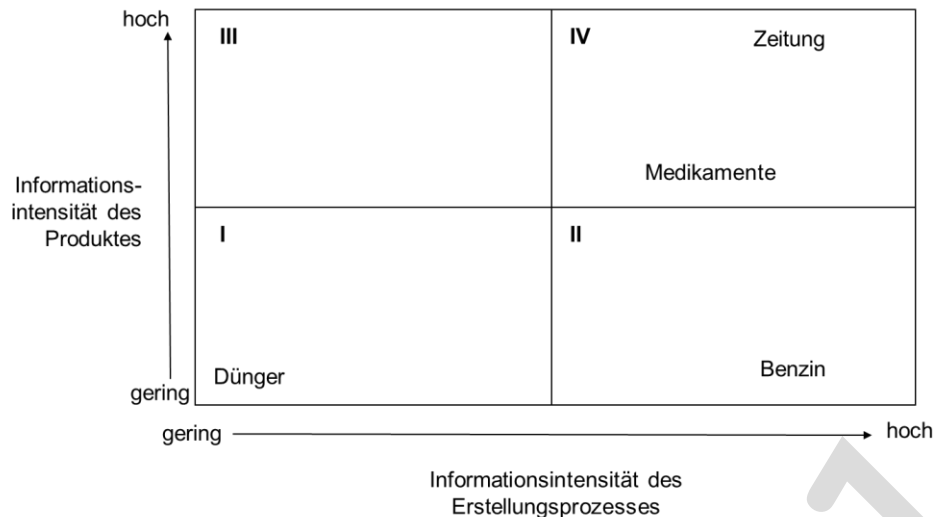 hoch
III
IV
Zeitung
Medikamente
Informations-
intensität des
Produktes
I
II
Dünger
Benzin
gering
gering
hoch
Informationsintensität des
Erstellungsprozesses